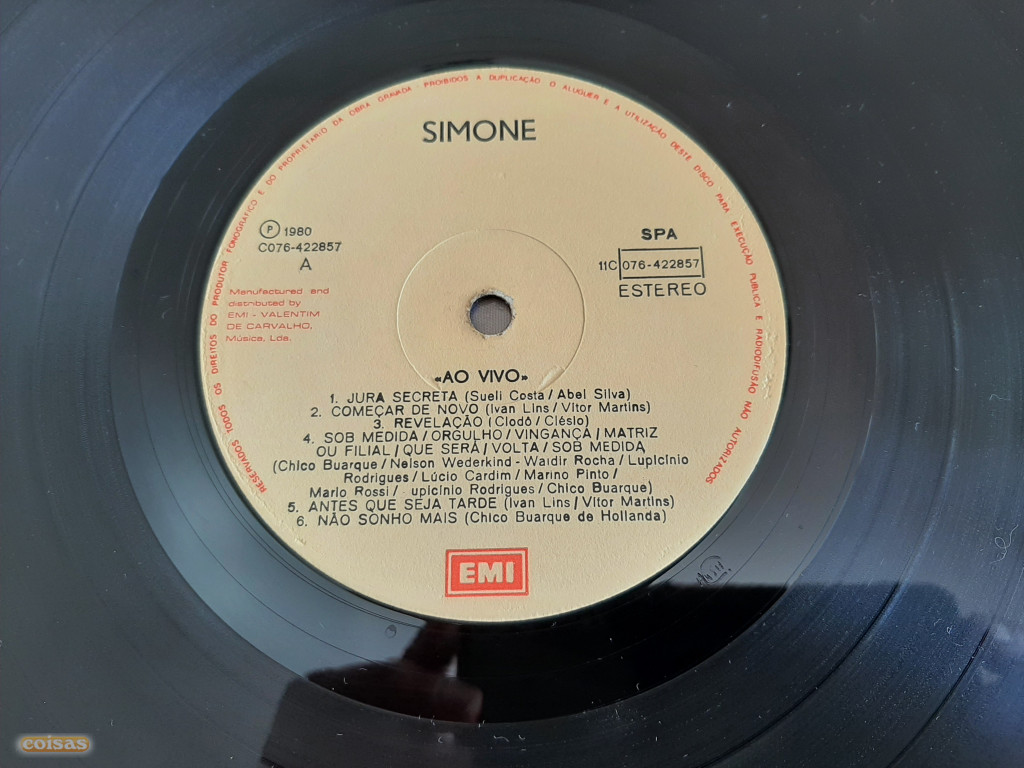 RESERVADOS TODOS OS DIREITOS DO PRODUTOR FONOGRÁFICO E DO PROPRIETÁRIO DA OBRA GRAVADA · PROIBIDOS A DUPLICAÇÃO O ALUGUER E A UTILIZAÇÃO DESTE DISCO PARA EXECUÇÃO PÚBLICA E RADIODIFUSÃO NÃO AUTORIZADOS
SIMONE
Ⓟ 1980
C076-422857
A
SPA
11C 076-422857
ESTEREO
Manufactured and
distributed by
EMI - VALENTIM
DE CARVALHO,
Música, Lda.
«AO VIVO»
1. JURA SECRETA (Sueli Costa / Abel Silva)
2. COMEÇAR DE NOVO (Ivan Lins / Vitor Martins)
3. REVELAÇÃO (Clodô / Clésio)
4. SOB MEDIDA / ORGULHO / VINGANÇA / MATRIZ
OU FILIAL / QUE SERÁ / VOLTA / SOB MEDIDA
(Chico Buarque / Nelson Wederkind - Waldir Rocha / Lupicínio
Rodrigues / Lúcio Cardim / Marino Pinto /
Mario Rossi / upicínio Rodrigues / Chico Buarque)
5. ANTES QUE SEJA TARDE (Ivan Lins / Vitor Martins)
6. NÃO SONHO MAIS (Chico Buarque de Hollanda)
EMI
coisas